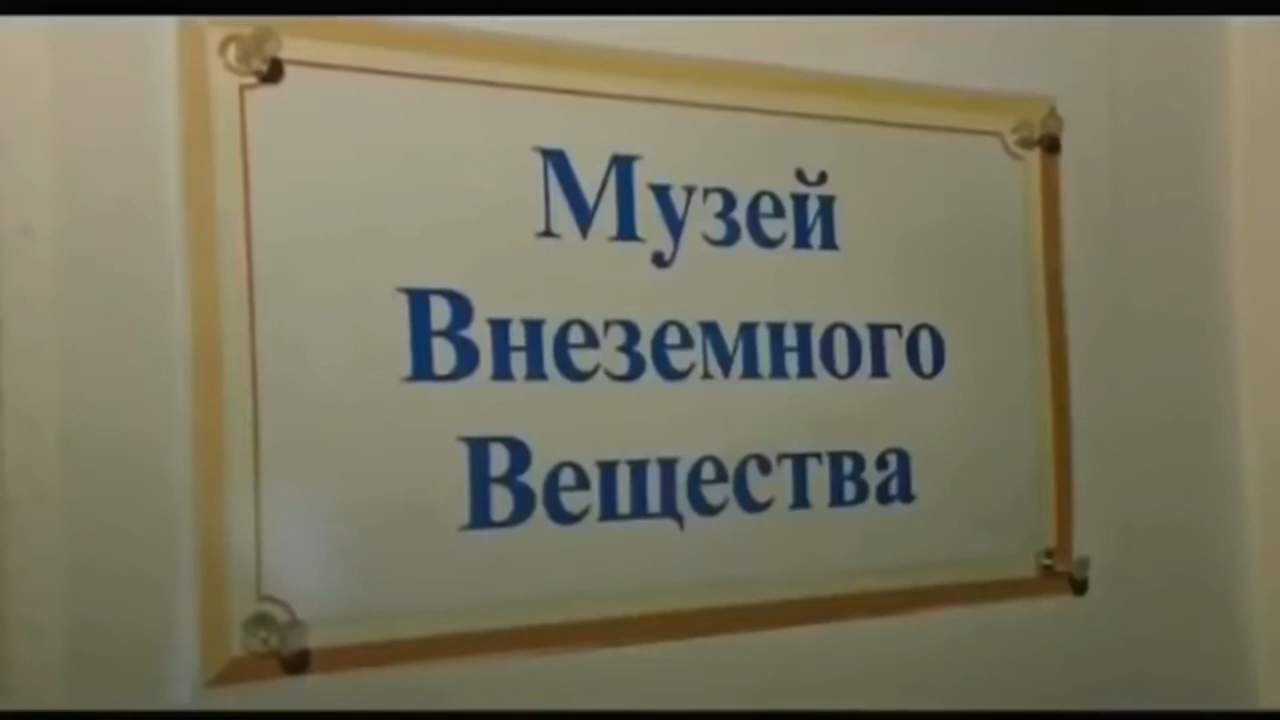 Музей
Внеземного
Вещества